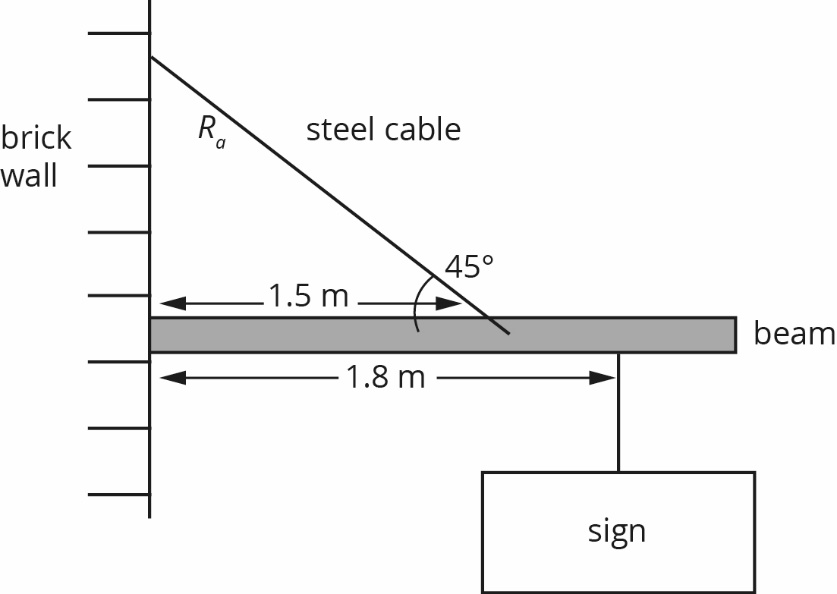 brick
wall
Rₐ
steel cable
45°
1.5 m
beam
1.8 m
sign